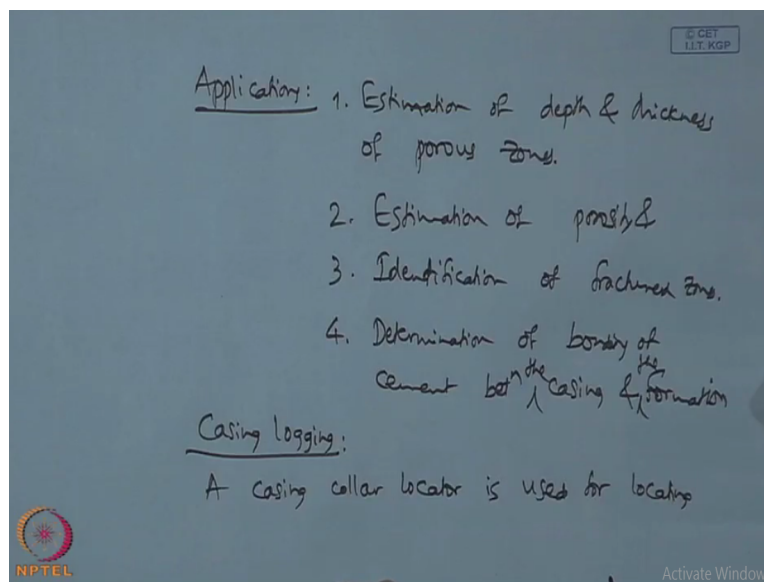 © CET
I.I.T. KGP
Application: 1. Estimation of depth & thickness
of porous zones.
2. Estimation of porosity &
3. Identification of fractured zone.
4. Determination of bonding of
cement betⁿ the casing & the formation
Casing logging:
A casing collar locator is used for locating
NPTEL
Activate Window